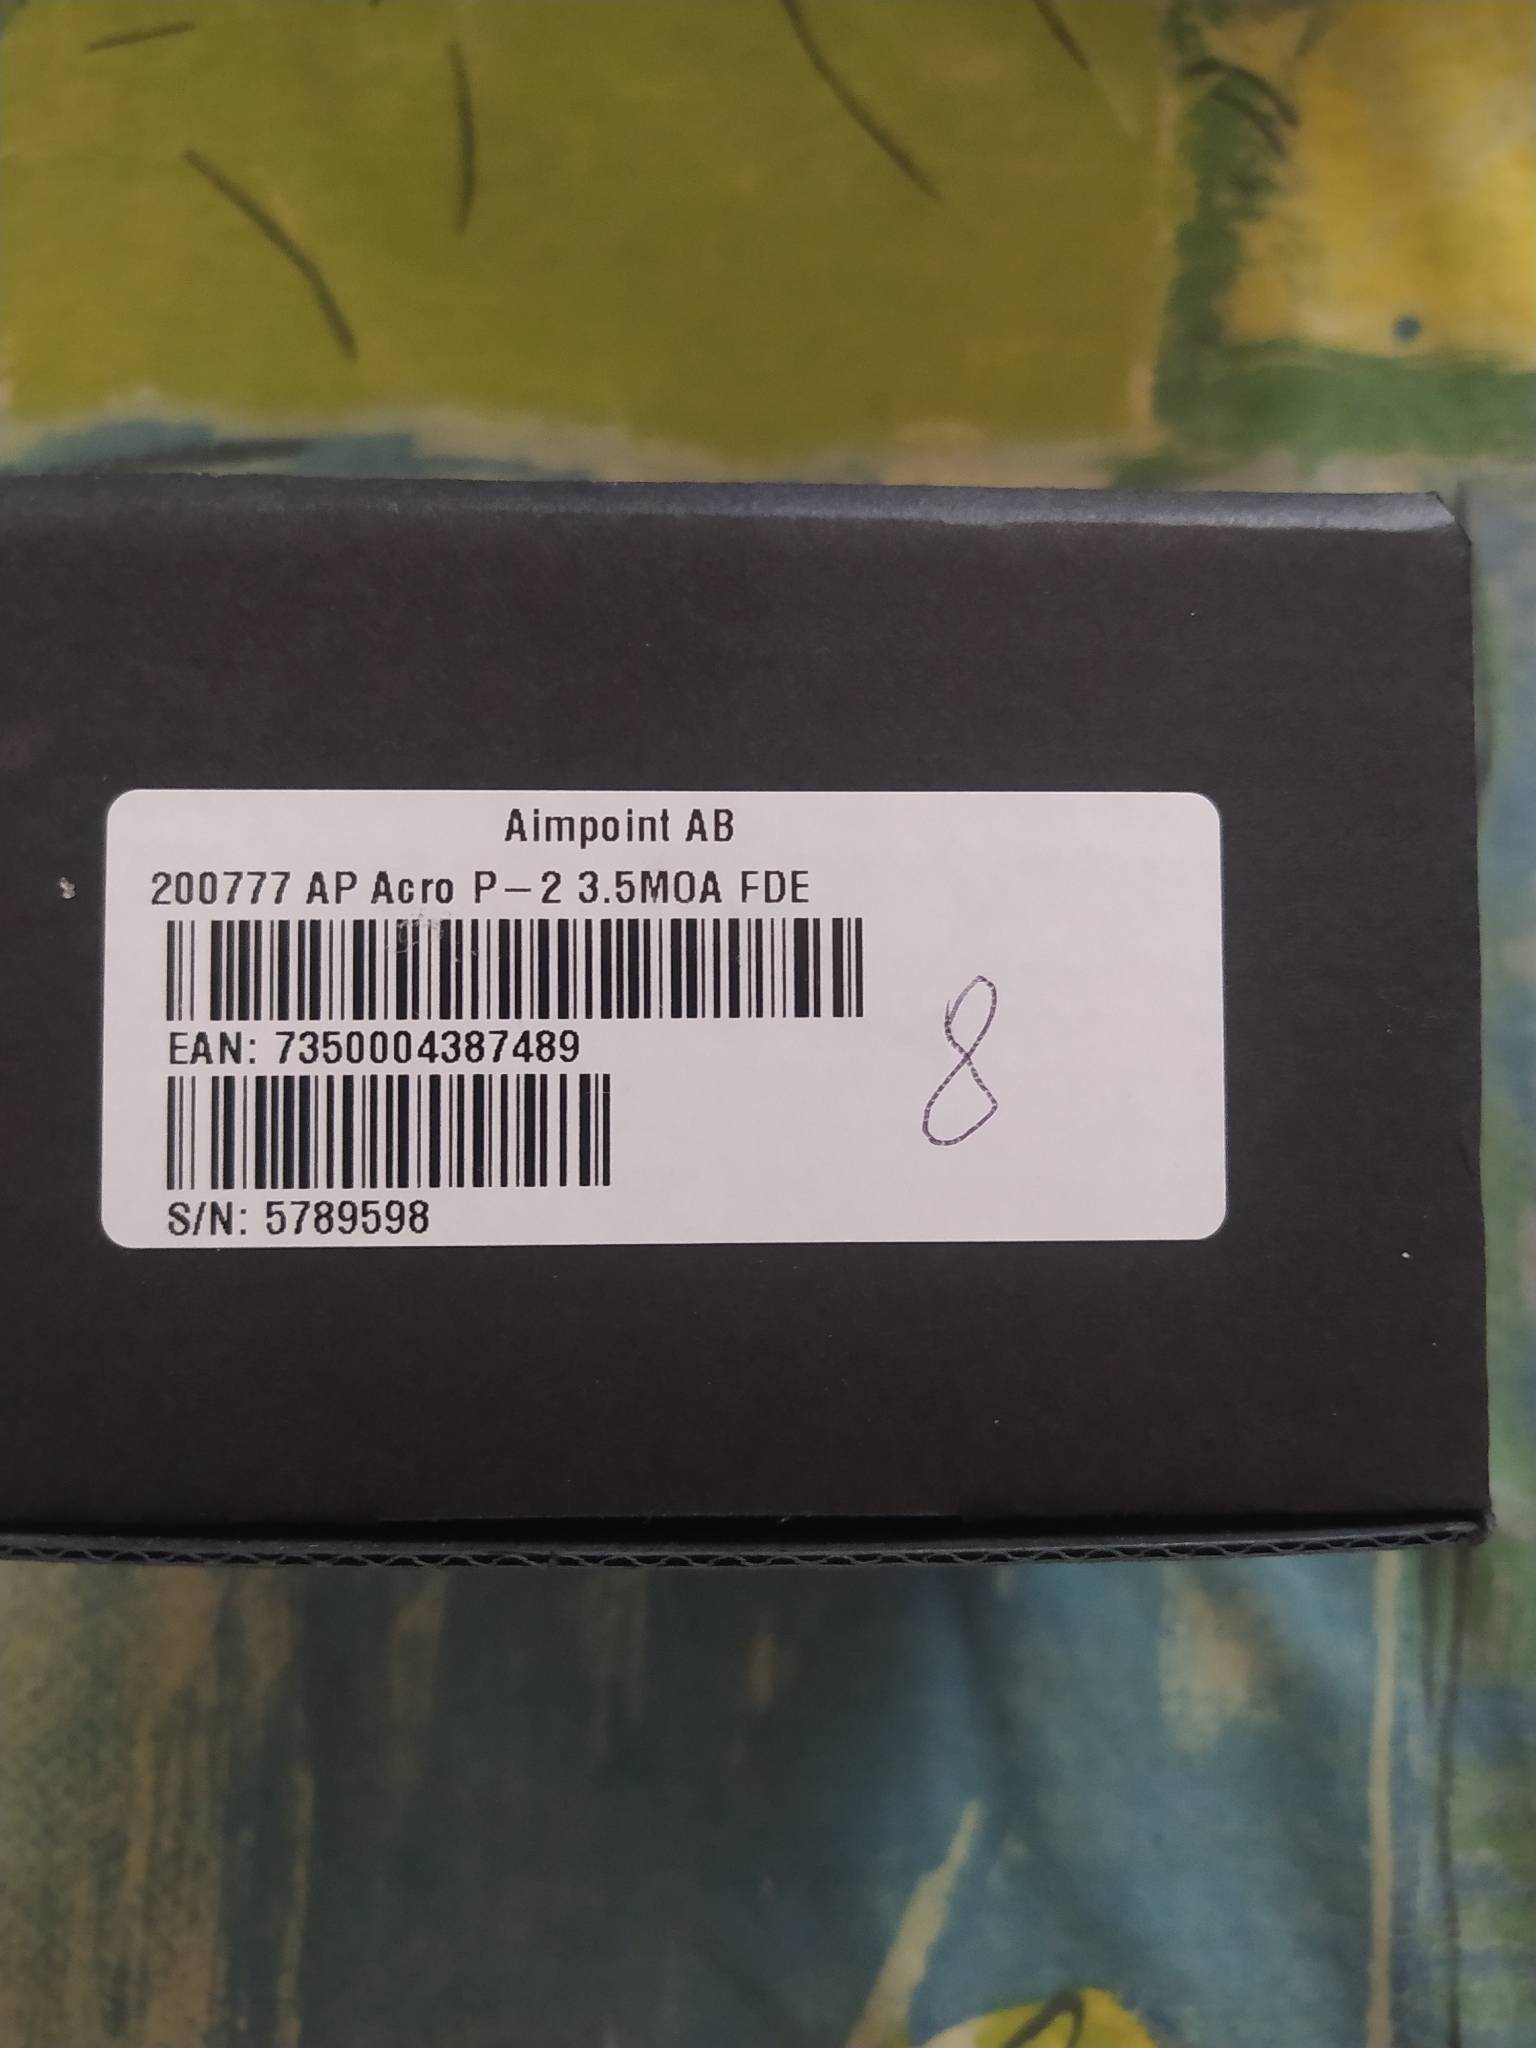 Aimpoint AB
200777 AP Acro P-2 3.5MOA FDE
EAN: 7350004387489
8
S/N: 5789598